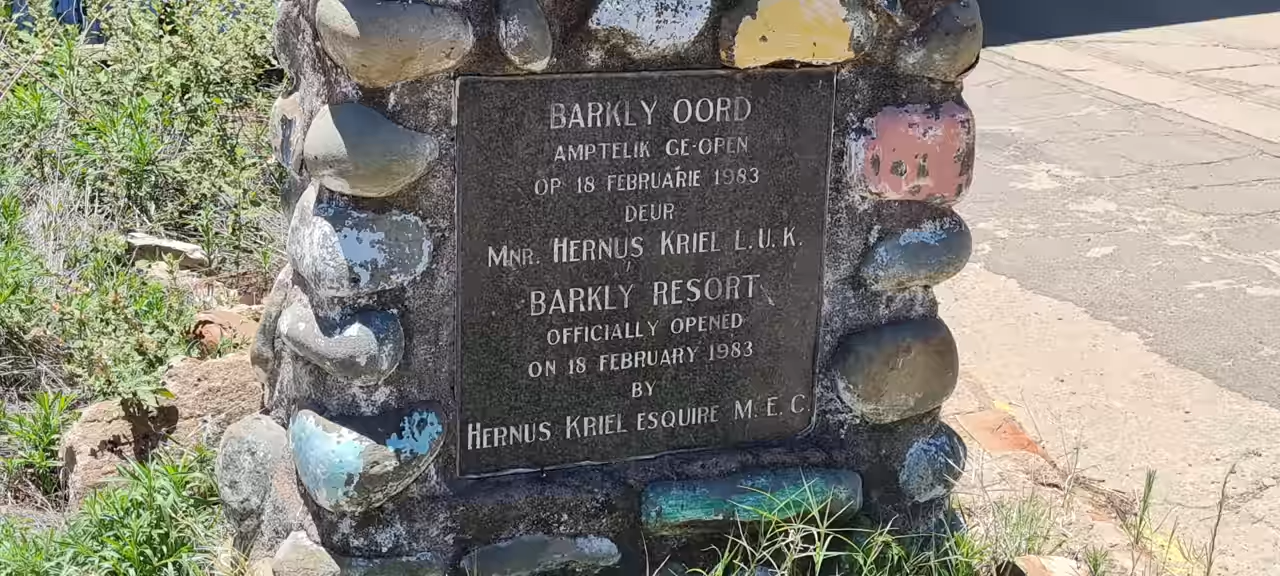 BARKLY OORD
AMPTELIK GE-OPEN
OP 18 FEBRUARIE 1983
DEUR
MNR. HERNUS KRIEL L.U.K.
BARKLY RESORT
OFFICIALLY OPENED
ON 18 FEBRUARY 1983
BY
HERNUS KRIEL ESQUIRE M.E.C.